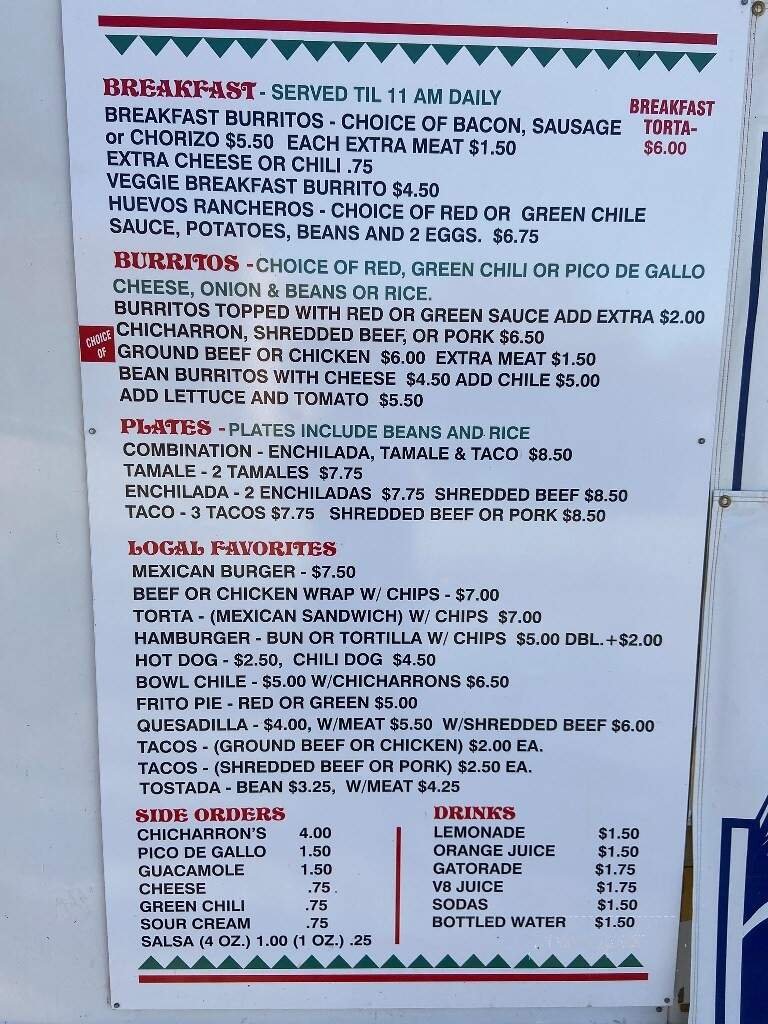 BREAKFAST - SERVED TIL 11 AM DAILY
BREAKFAST BURRITOS - CHOICE OF BACON, SAUSAGE
or CHORIZO $5.50 EACH EXTRA MEAT $1.50
EXTRA CHEESE OR CHILI .75
VEGGIE BREAKFAST BURRITO $4.50
HUEVOS RANCHEROS - CHOICE OF RED OR GREEN CHILE
SAUCE, POTATOES, BEANS AND 2 EGGS. $6.75
BREAKFAST
TORTA-
$6.00
BURRITOS - CHOICE OF RED, GREEN CHILI OR PICO DE GALLO
CHEESE, ONION & BEANS OR RICE.
BURRITOS TOPPED WITH RED OR GREEN SAUCE ADD EXTRA $2.00
CHOICE
OF
CHICHARRON, SHREDDED BEEF, OR PORK $6.50
GROUND BEEF OR CHICKEN $6.00 EXTRA MEAT $1.50
BEAN BURRITOS WITH CHEESE $4.50 ADD CHILE $5.00
ADD LETTUCE AND TOMATO $5.50
PLATES - PLATES INCLUDE BEANS AND RICE
COMBINATION - ENCHILADA, TAMALE & TACO $8.50
TAMALE - 2 TAMALES $7.75
ENCHILADA - 2 ENCHILADAS $7.75 SHREDDED BEEF $8.50
TACO - 3 TACOS $7.75 SHREDDED BEEF OR PORK $8.50
LOCAL FAVORITES
MEXICAN BURGER - $7.50
BEEF OR CHICKEN WRAP W/ CHIPS - $7.00
TORTA - (MEXICAN SANDWICH) W/ CHIPS $7.00
HAMBURGER - BUN OR TORTILLA W/ CHIPS $5.00 DBL.+$2.00
HOT DOG - $2.50, CHILI DOG $4.50
BOWL CHILE - $5.00 W/CHICHARRONS $6.50
FRITO PIE - RED OR GREEN $5.00
QUESADILLA - $4.00, W/MEAT $5.50 W/SHREDDED BEEF $6.00
TACOS - (GROUND BEEF OR CHICKEN) $2.00 EA.
TACOS - (SHREDDED BEEF OR PORK) $2.50 EA.
TOSTADA - BEAN $3.25, W/MEAT $4.25
SIDE ORDERS
CHICHARRON'S 4.00
PICO DE GALLO 1.50
GUACAMOLE 1.50
CHEESE .75
GREEN CHILI .75
SOUR CREAM .75
SALSA (4 OZ.) 1.00 (1 OZ.) .25
DRINKS
LEMONADE $1.50
ORANGE JUICE $1.50
GATORADE $1.75
V8 JUICE $1.75
SODAS $1.50
BOTTLED WATER $1.50